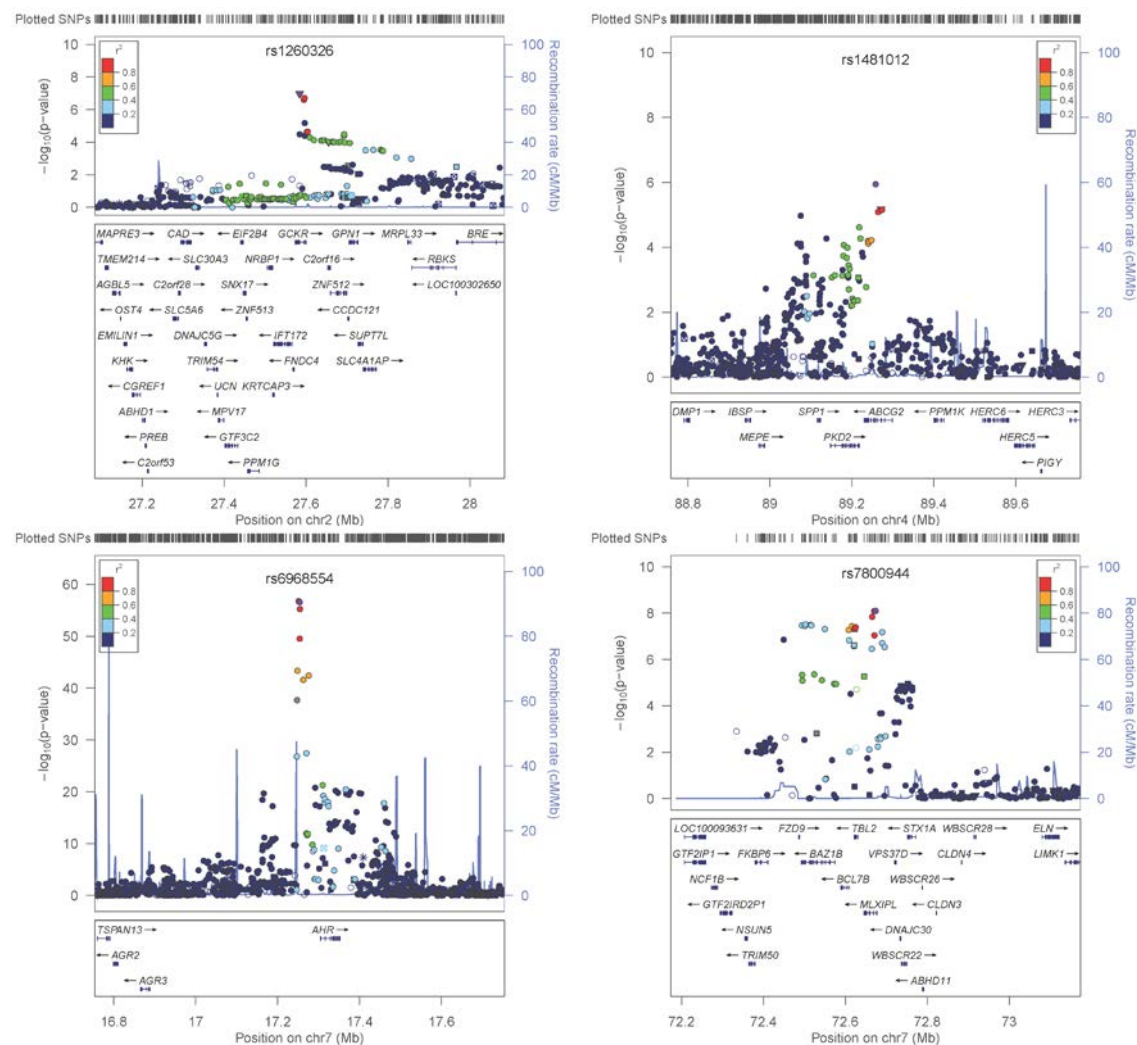 Plotted SNPs
rs1260326
r²
0.8
0.6
0.4
0.2
10
8
6
4
2
0
−log10(p−value)
100
80
60
40
20
0
Recombination rate (cM/Mb)
MAPRE3→ CAD→ ←EIF2B4 GCKR→ GPN1→ MRPL33→ BRE→
TMEM214→ ←SLC30A3 NRBP1→ C2orf16→ ←RBKS
AGBL5→ C2orf28→ ←SNX17→ ZNF512→ ←LOC100302650
←OST4 ←SLC5A6 ←ZNF513 ←CCDC121
EMILIN1→ DNAJC5G→ ←IFT172 ←SUPT7L
KHK→ ←TRIM54→ ←FNDC4 SLC4A1AP→
←CGREF1 ←UCN KRTCAP3→
ABHD1→ ←MPV17
←PREB ←GTF3C2
←C2orf53 ←PPM1G
27.2 27.4 27.6 27.8 28
Position on chr2 (Mb)
Plotted SNPs
rs1481012
r²
0.8
0.6
0.4
0.2
10
8
6
4
2
0
−log10(p−value)
100
80
60
40
20
0
Recombination rate (cM/Mb)
DMP1→ IBSP→ SPP1→ ←ABCG2 ←PPM1K HERC6→ HERC3→
MEPE→ PKD2→ HERC5→
←PIGY
88.8 89 89.2 89.4 89.6
Position on chr4 (Mb)
Plotted SNPs
rs6968554
r²
0.8
0.6
0.4
0.2
60
50
40
30
20
10
0
−log10(p−value)
100
80
60
40
20
0
Recombination rate (cM/Mb)
TSPAN13→ AHR→
←AGR2
←AGR3
16.8 17 17.2 17.4 17.6
Position on chr7 (Mb)
Plotted SNPs
rs7800944
r²
0.8
0.6
0.4
0.2
10
8
6
4
2
0
−log10(p−value)
100
80
60
40
20
0
Recombination rate (cM/Mb)
LOC100093631→ FZD9→ ←TBL2 ←STX1A WBSCR28→ ELN→
GTF2IP1→ ←FKBP6→ ←BAZ1B VPS37D→ CLDN4→ LIMK1→
NCF1B→ ←BCL7B WBSCR26→
←GTF2IRD2P1 ←MLXIPL ←CLDN3
←NSUN5 ←DNAJC30
←TRIM50 WBSCR22→
←ABHD11
72.2 72.4 72.6 72.8 73
Position on chr7 (Mb)